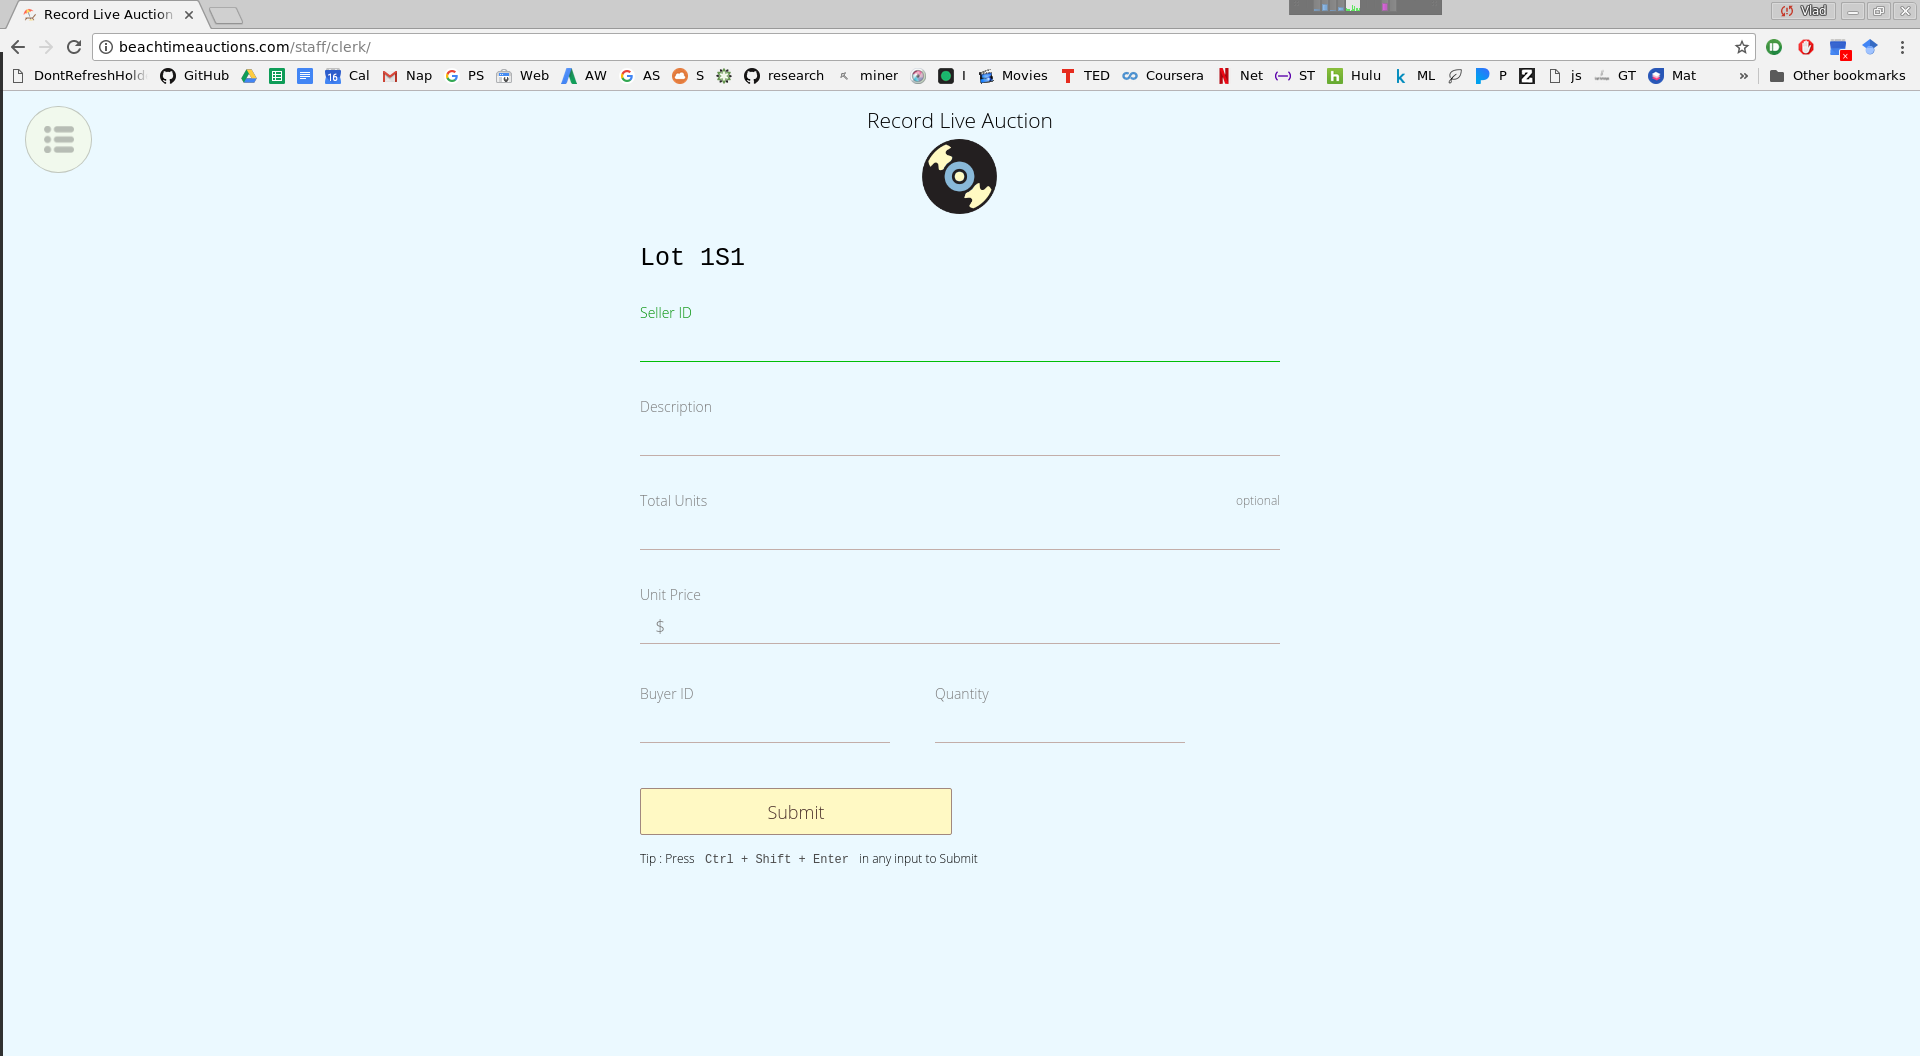 Record Live Auction
Vlad
beachtimeauctions.com/staff/clerk/
DontRefreshHold GitHub 16 Cal Nap PS Web AW AS S research miner I Movies TED Coursera Net ST Hulu ML P js GT Mat » Other bookmarks
Record Live Auction
Lot 1S1
Seller ID
Description
Total Units optional
Unit Price
$
Buyer ID Quantity
Submit
Tip : Press Ctrl + Shift + Enter in any input to Submit